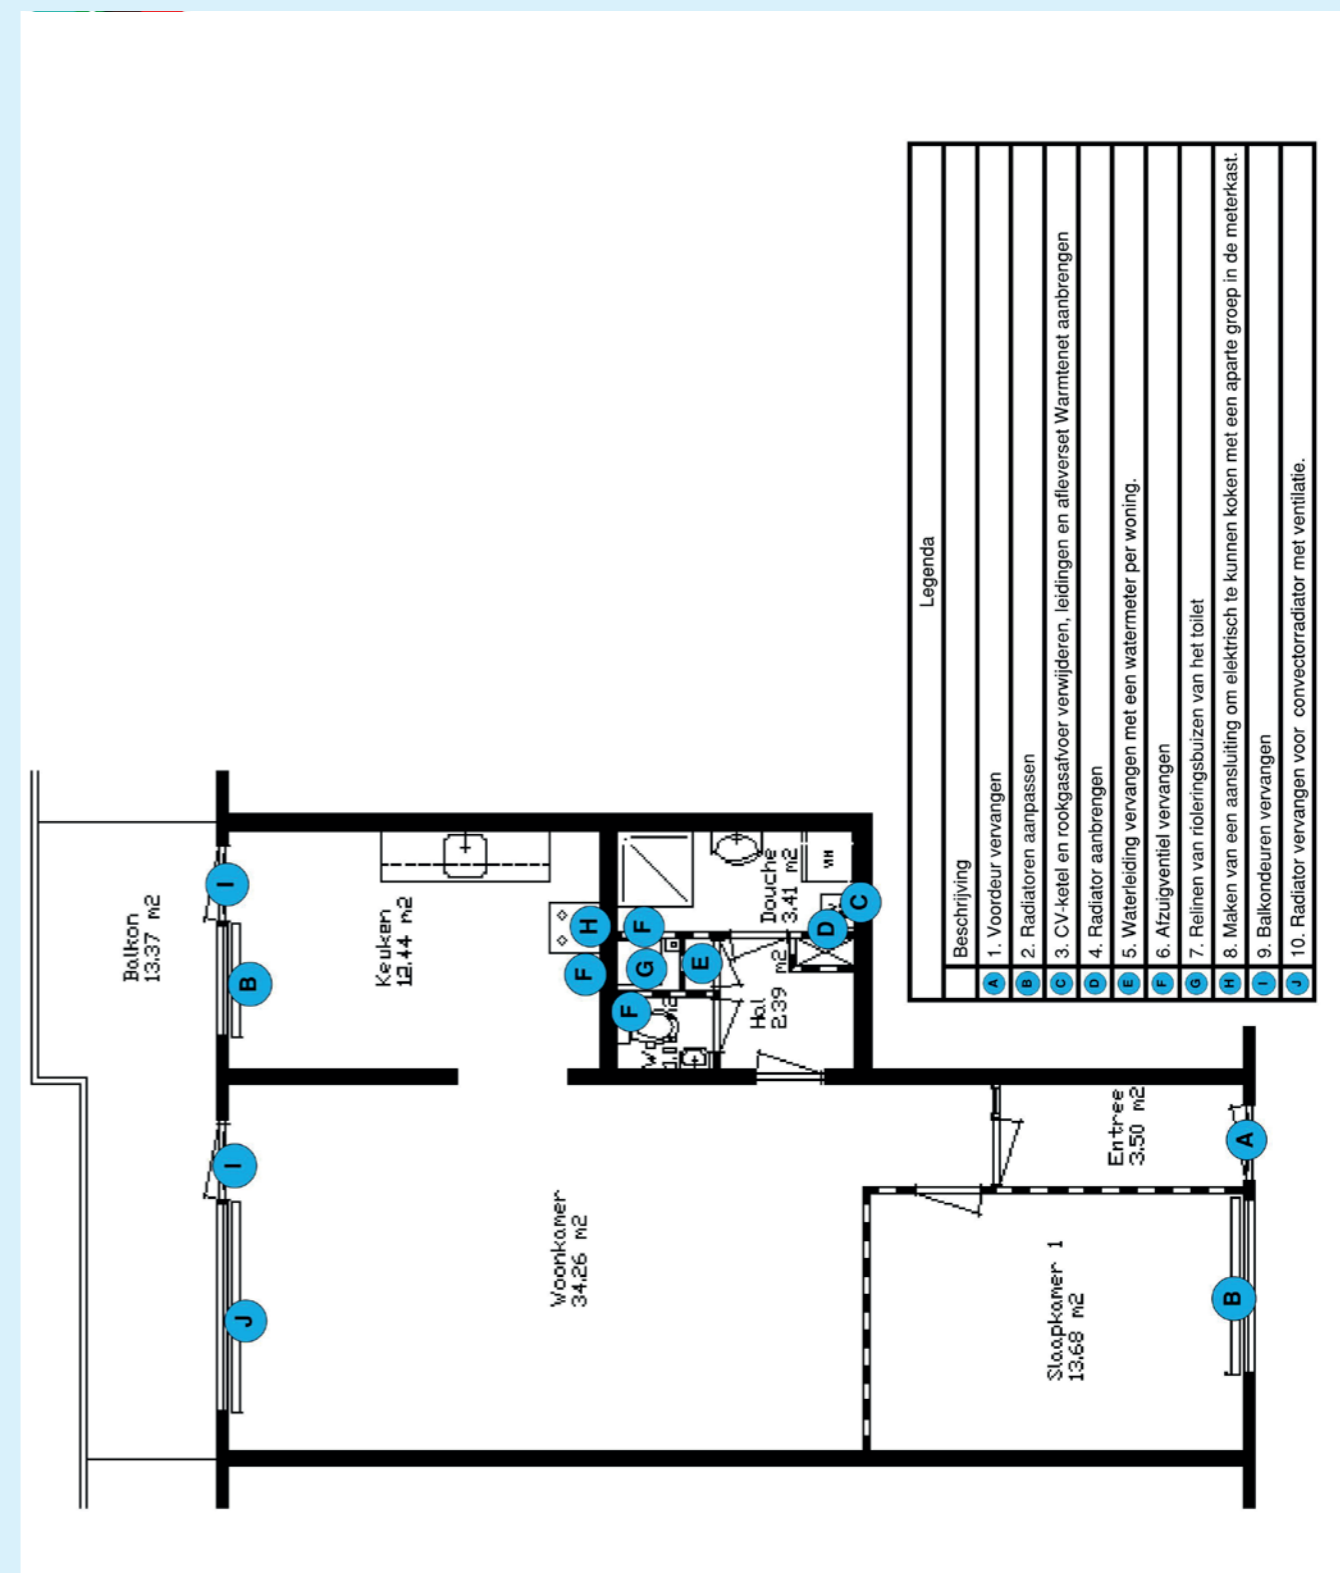 Balkon
13.37 m2
I
B
I
J
Keuken
12.44 m2
H
F
F
G
E
F
Douche
3.41 m2
WM
D
C
Hal
2.39 m2
Woonkamer
34.26 m2
Entree
3.50 m2
A
Slaapkamer 1
13.68 m2
B
Legenda
Beschrijving
A 1. Voordeur vervangen
B 2. Radiatoren aanpassen
C 3. CV-ketel en rookgasafvoer verwijderen, leidingen en afleverset Warmtenet aanbrengen
D 4. Radiator aanbrengen
E 5. Waterleiding vervangen met een watermeter per woning.
F 6. Afzuigventiel vervangen
G 7. Relinen van rioleringsbuizen van het toilet
H 8. Maken van een aansluiting om elektrisch te kunnen koken met een aparte groep in de meterkast.
I 9. Balkondeuren vervangen
J 10. Radiator vervangen voor convectorradiator met ventilatie.